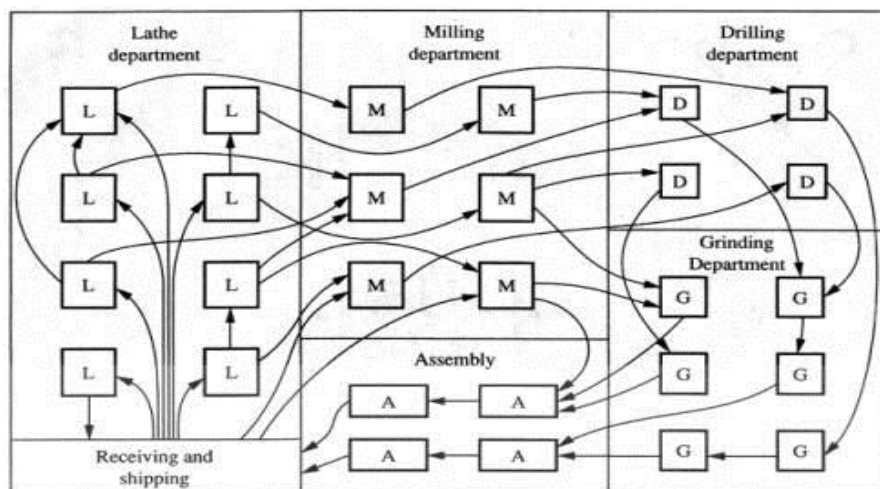 Lathe
department
Milling
department
Drilling
department
L
L
M
M
D
D
L
L
M
M
D
D
Grinding
Department
L
L
M
M
G
G
L
L
Assembly
G
G
A
A
Receiving and
shipping
A
A
G
G